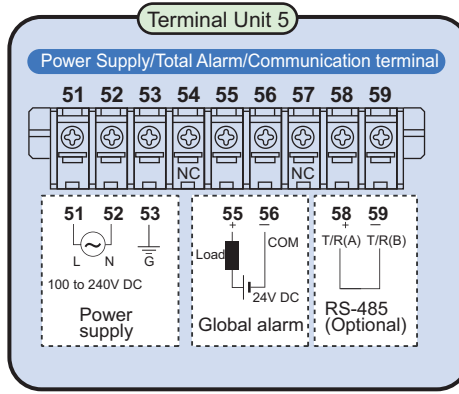 Terminal Unit 5
Power Supply/Total Alarm/Communication terminal
51 52 53 54 55 56 57 58 59
NC NC
51 52 53
L N G
100 to 240V DC
Power
supply
55 56
+ −
Load COM
24V DC
Global alarm
58 59
+ −
T/R(A) T/R(B)
RS-485
(Optional)